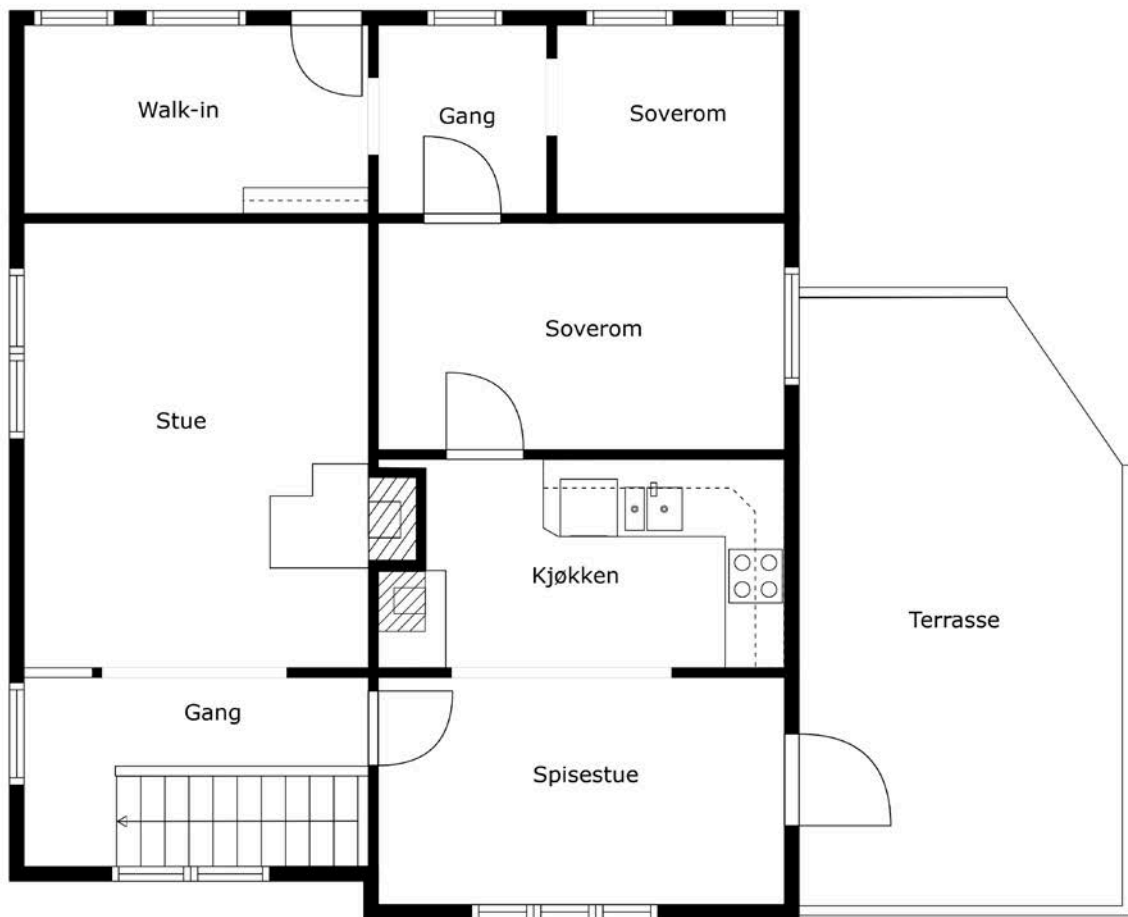 Walk-in
Gang
Soverom
Soverom
Stue
Kjøkken
Terrasse
Gang
Spisestue